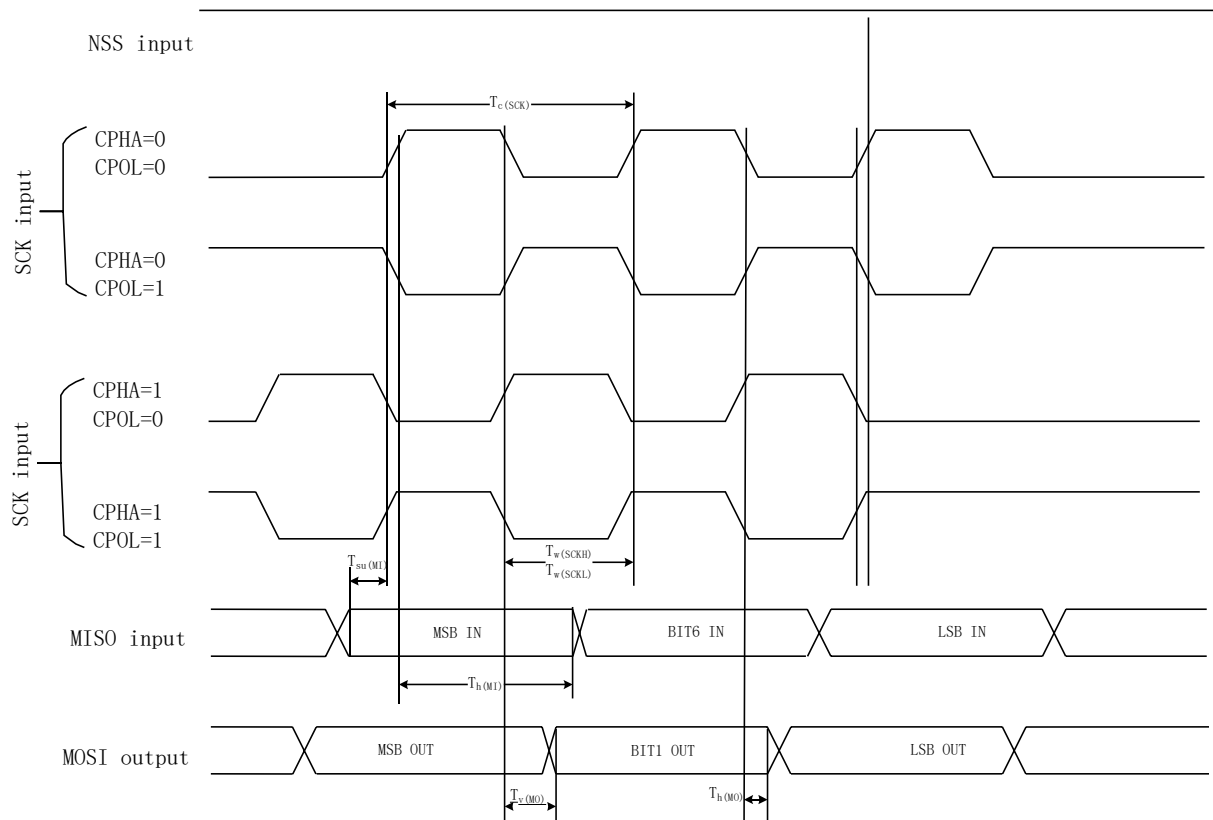 NSS input
Tc(SCK)
SCK input
CPHA=0
CPOL=0
CPHA=0
CPOL=1
SCK input
CPHA=1
CPOL=0
CPHA=1
CPOL=1
Tsu(MI)
Tw(SCKH)
Tw(SCKL)
MISO input
MSB IN
BIT6 IN
LSB IN
Th(MI)
MOSI output
MSB OUT
BIT1 OUT
LSB OUT
Tv(MO)
Th(MO)